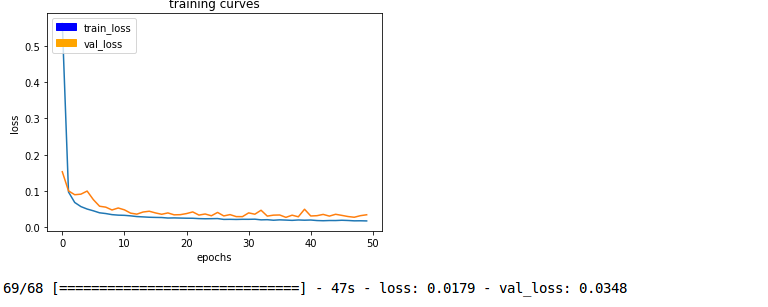 training curves
train_loss
val_loss
0.5
0.4
0.3
0.2
0.1
0.0
loss
0 10 20 30 40 50
epochs
69/68 [==============================] - 47s - loss: 0.0179 - val_loss: 0.0348